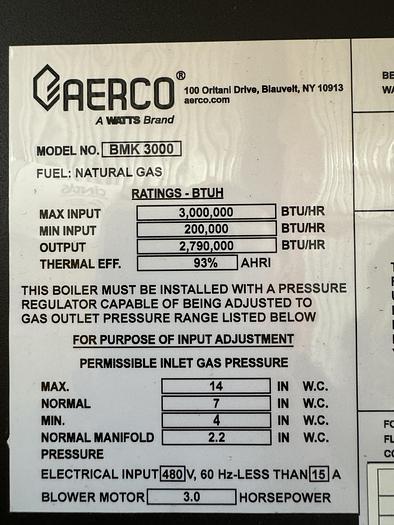 AERCO®
100 Oritani Drive, Blauvelt, NY 10913
aerco.com
A WATTS Brand
MODEL NO. BMK 3000
FUEL: NATURAL GAS
RATINGS - BTUH
MAX INPUT 3,000,000 BTU/HR
MIN INPUT 200,000 BTU/HR
OUTPUT 2,790,000 BTU/HR
THERMAL EFF. 93% AHRI
THIS BOILER MUST BE INSTALLED WITH A PRESSURE
REGULATOR CAPABLE OF BEING ADJUSTED TO
GAS OUTLET PRESSURE RANGE LISTED BELOW
FOR PURPOSE OF INPUT ADJUSTMENT
PERMISSIBLE INLET GAS PRESSURE
MAX. 14 IN W.C.
NORMAL 7 IN W.C.
MIN. 4 IN W.C.
NORMAL MANIFOLD 2.2 IN W.C.
PRESSURE
ELECTRICAL INPUT 480 V, 60 Hz-LESS THAN 15 A
BLOWER MOTOR 3.0 HORSEPOWER